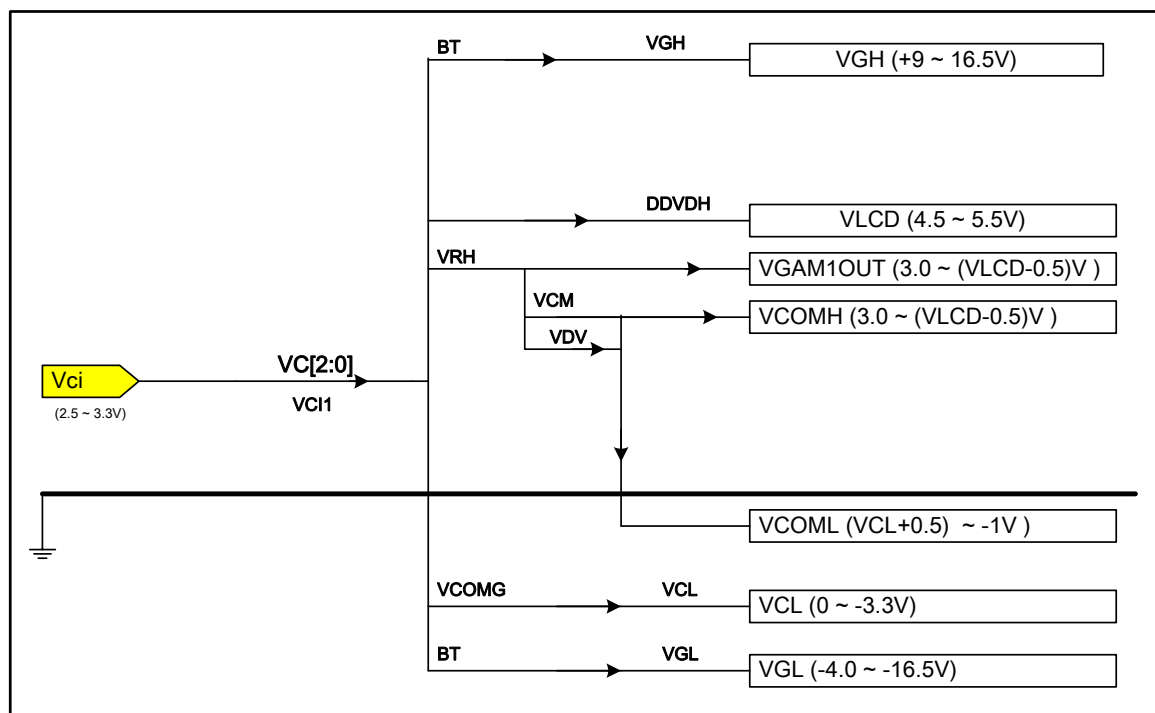 BT
VGH
VGH (+9 ~ 16.5V)
DDVDH
VLCD (4.5 ~ 5.5V)
VRH
VGAM1OUT (3.0 ~ (VLCD-0.5)V )
VCM
VCOMH (3.0 ~ (VLCD-0.5)V )
VDV
Vci
VC[2:0]
(2.5 ~ 3.3V)
VCI1
VCOML (VCL+0.5) ~ -1V )
VCOMG
VCL
VCL (0 ~ -3.3V)
BT
VGL
VGL (-4.0 ~ -16.5V)